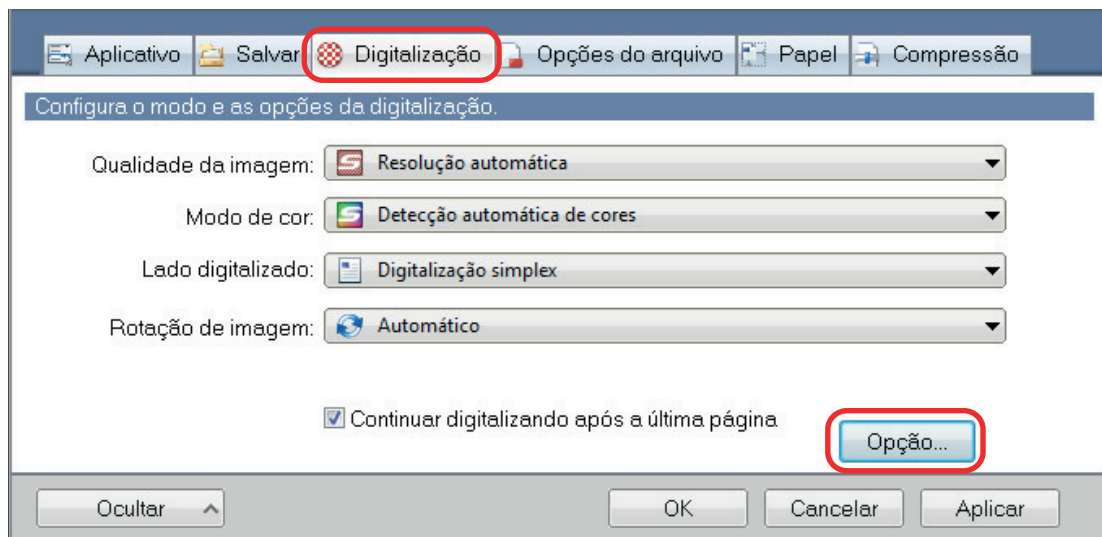 Aplicativo Salvar Digitalização Opções do arquivo Papel Compressão
Configura o modo e as opções da digitalização.
Qualidade da imagem: Resolução automática
Modo de cor: Detecção automática de cores
Lado digitalizado: Digitalização simplex
Rotação de imagem: Automático
Continuar digitalizando após a última página
Opção...
Ocultar OK Cancelar Aplicar